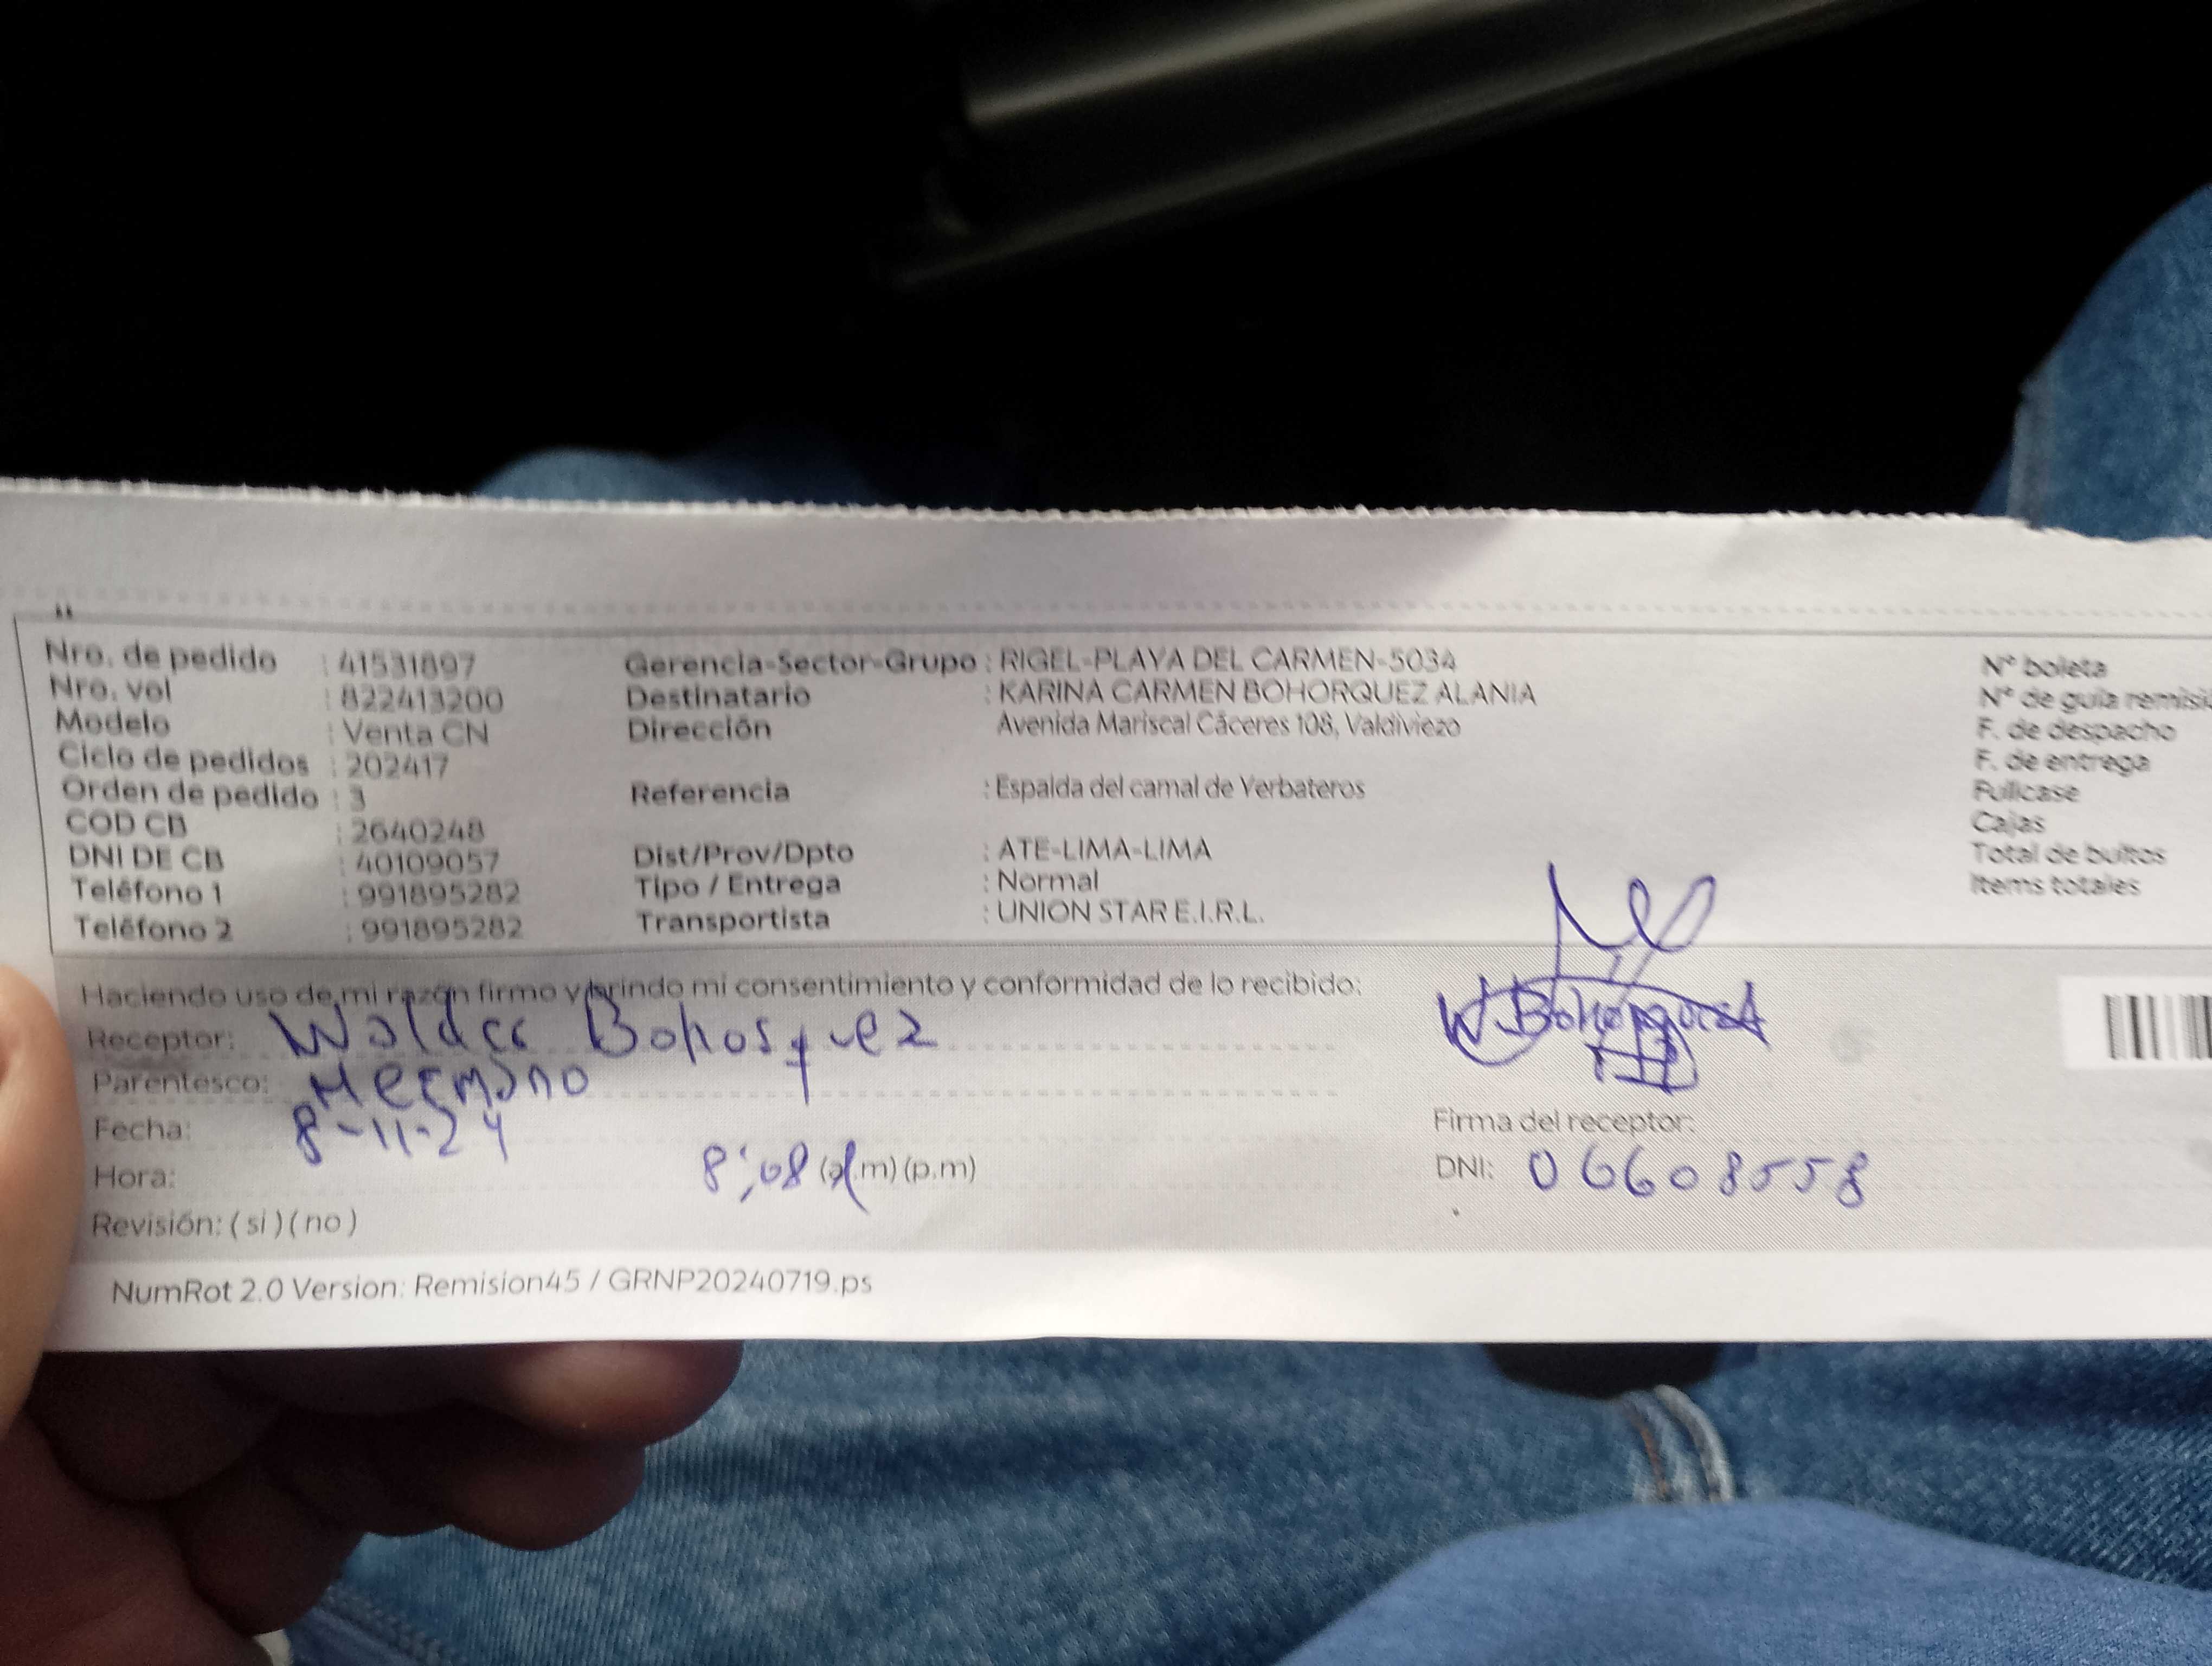 Nro. de pedido : 41531897 Gerencia-Sector-Grupo : RIGEL-PLAYA DEL CARMEN-5034 N° boleta
Nro. vol : 822413200 Destinatario : KARINA CARMEN BOHORQUEZ ALANIA N° de guía remisi
Modelo : Venta CN Dirección Avenida Mariscal Cáceres 108, Valdiviezo F. de despacho
Ciclo de pedidos : 202417 F. de entrega
Orden de pedido : 3 Referencia : Espalda del camal de Yerbateros Fullcase
COD CB : 2640248 Cajas
DNI DE CB : 40109057 Dist/Prov/Dpto : ATE-LIMA-LIMA Total de bultos
Teléfono 1 : 991895282 Tipo / Entrega : Normal Items totales
Teléfono 2 : 991895282 Transportista : UNION STAR E.I.R.L.
Haciendo uso de mi razón firmo y brindo mi consentimiento y conformidad de lo recibido:
Receptor: Bohorquez
Parentesco: Hermano
Fecha: 8-11-24 Firma del receptor:
Hora: 8:08 (a.m) (p.m) DNI: 06608558
Revisión: ( si ) ( no )
NumRot 2.0 Version: Remision45 / GRNP20240719.ps